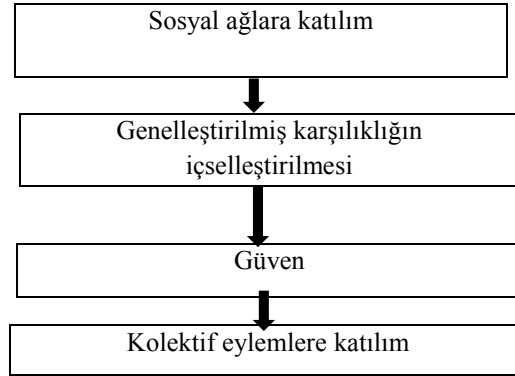 Sosyal ağlara katılım
Genelleştirilmiş karşılıklığın
içselleştirilmesi
Güven
Kolektif eylemlere katılım